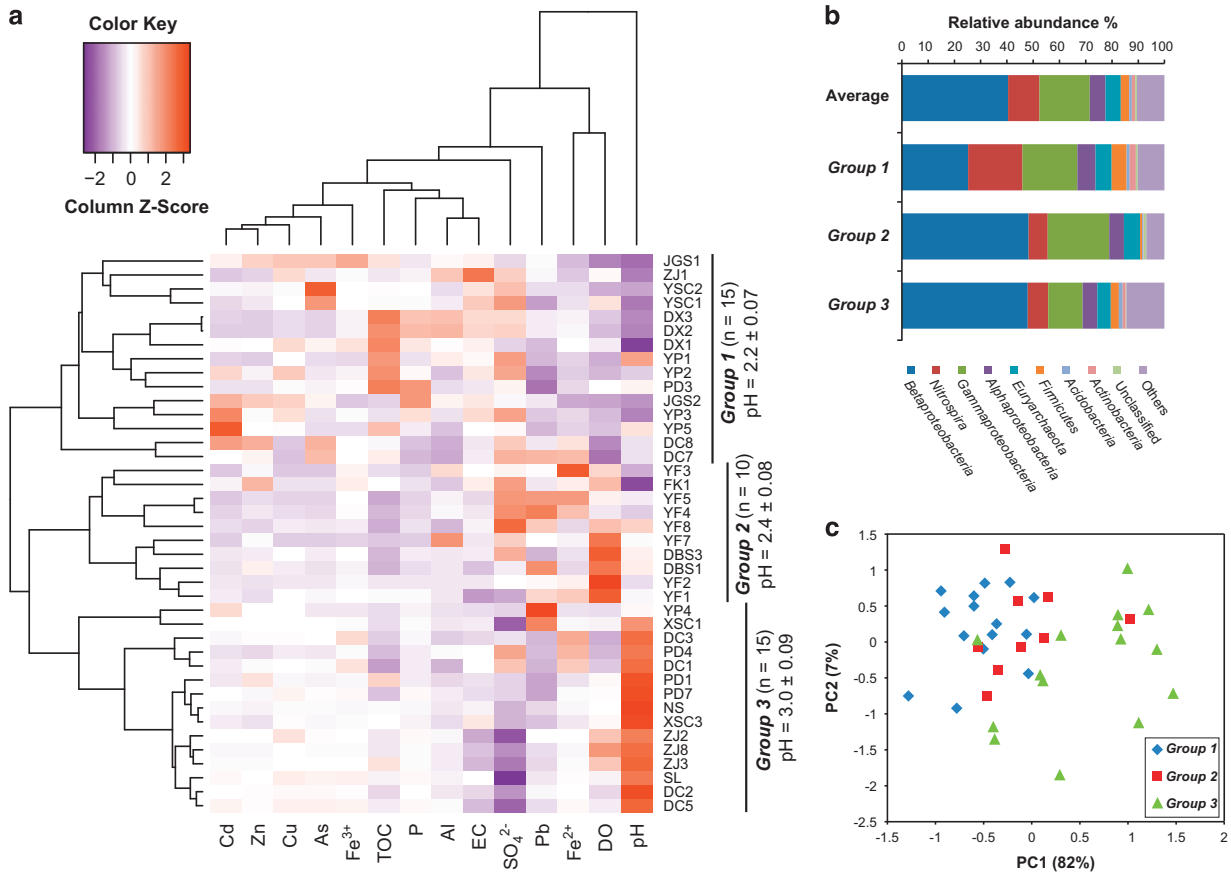 a
Color Key
−2 0 2
Column Z-Score
JGS1
ZJ1
YSC2
YSC1
DX3
DX2
DX1
YP1
YP2
PD3
JGS2
YP3
YP5
DC8
DC7
YF3
FK1
YF5
YF4
YF8
YF7
DBS3
DBS1
YF2
YF1
YP4
XSC1
DC3
PD4
DC1
PD1
PD7
NS
XSC3
ZJ2
ZJ8
ZJ3
SL
DC2
DC5
Group 1 (n = 15)
pH = 2.2 ± 0.07
Group 2 (n = 10)
pH = 2.4 ± 0.08
Group 3 (n = 15)
pH = 3.0 ± 0.09
Cd Zn Cu As Fe³⁺ TOC P Al EC SO₄²⁻ Pb Fe²⁺ DO pH
b
Relative abundance %
0 10 20 30 40 50 60 70 80 90 100
Average
Group 1
Group 2
Group 3
Betaproteobacteria
Nitrospira
Gammaproteobacteria
Alphaproteobacteria
Euryarchaeota
Firmicutes
Acidobacteria
Actinobacteria
Unclassified
Others
c
1.5
1
0.5
0
-0.5
-1
-1.5
-2
-2.5
PC2 (7%)
-1.5 -1 -0.5 0 0.5 1 1.5 2
PC1 (82%)
Group 1
Group 2
Group 3